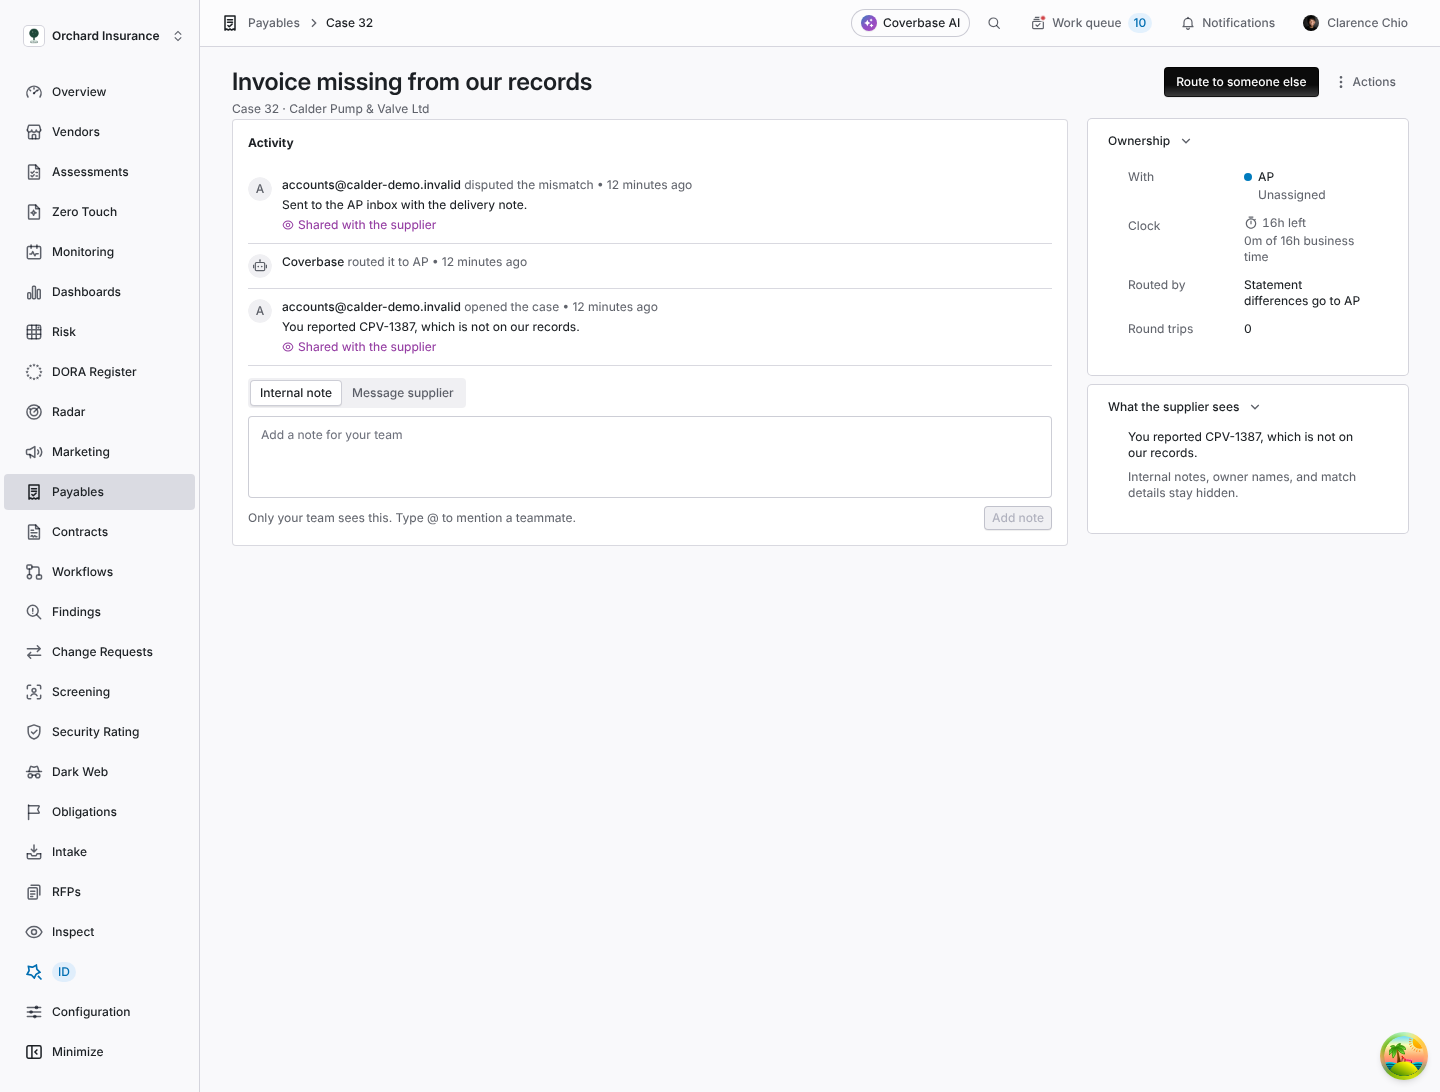 Orchard Insurance
Overview
Vendors
Assessments
Zero Touch
Monitoring
Dashboards
Risk
DORA Register
Radar
Marketing
Payables
Contracts
Workflows
Findings
Change Requests
Screening
Security Rating
Dark Web
Obligations
Intake
RFPs
Inspect
ID
Configuration
Minimize
Payables > Case 32
Coverbase AI
Work queue 10
Notifications
Clarence Chio
Invoice missing from our records
Case 32 · Calder Pump & Valve Ltd
Route to someone else
Actions
Activity
A accounts@calder-demo.invalid disputed the mismatch • 12 minutes ago
Sent to the AP inbox with the delivery note.
Shared with the supplier
Coverbase routed it to AP • 12 minutes ago
A accounts@calder-demo.invalid opened the case • 12 minutes ago
You reported CPV-1387, which is not on our records.
Shared with the supplier
Internal note Message supplier
Add a note for your team
Only your team sees this. Type @ to mention a teammate.
Add note
Ownership
With AP
Unassigned
Clock 16h left
0m of 16h business
time
Routed by Statement
differences go to AP
Round trips 0
What the supplier sees
You reported CPV-1387, which is not on
our records.
Internal notes, owner names, and match
details stay hidden.